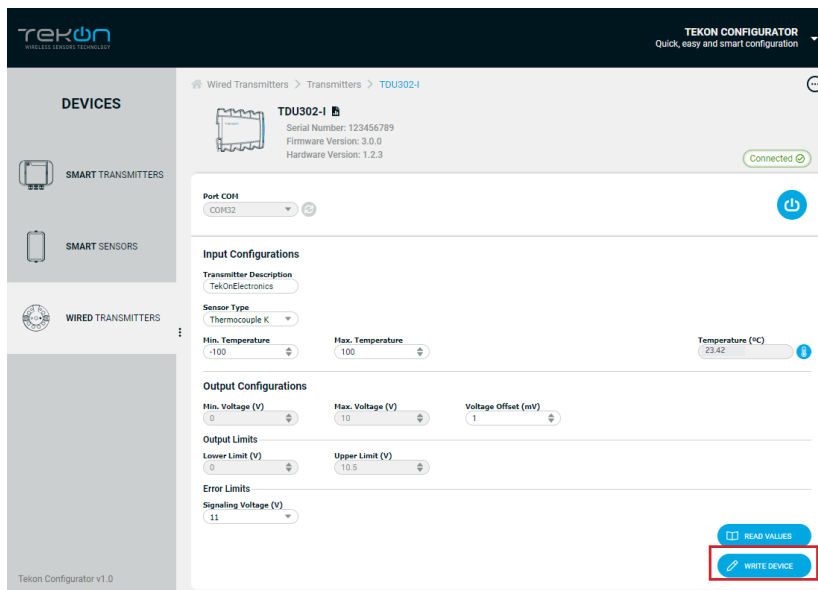 TEKON
WIRELESS SENSORS TECHNOLOGY
TEKON CONFIGURATOR
Quick, easy and smart configuration
DEVICES
SMART TRANSMITTERS
SMART SENSORS
WIRED TRANSMITTERS
Tekon Configurator v1.0
Wired Transmitters > Transmitters > TDU302-I
TDU302-I
Serial Number: 123456789
Firmware Version: 3.0.0
Hardware Version: 1.2.3
Connected
Port COM
COM32
Input Configurations
Transmitter Description
TekOnElectronics
Sensor Type
Thermocouple K
Min. Temperature Max. Temperature Temperature (ºC)
-100 100 23.42
Output Configurations
Min. Voltage (V) Max. Voltage (V) Voltage Offset (mV)
0 10 1
Output Limits
Lower Limit (V) Upper Limit (V)
0 10.5
Error Limits
Signaling Voltage (V)
11
READ VALUES
WRITE DEVICE